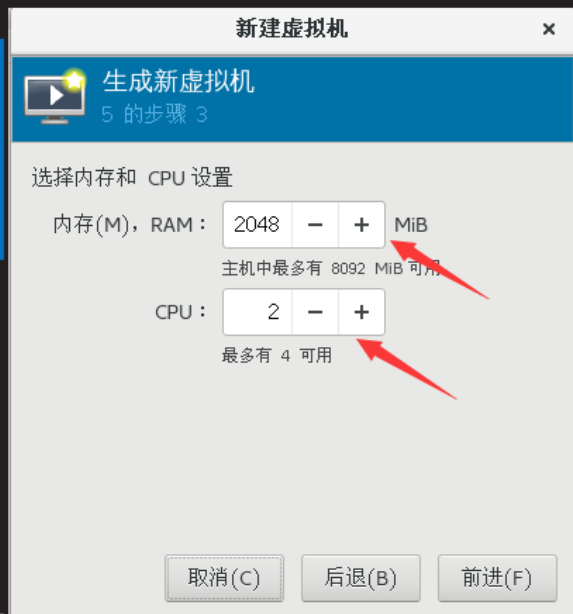 新建虚拟机 ×
生成新虚拟机
5 的步骤 3
选择内存和 CPU 设置
内存(M)，RAM： 2048 − + MiB
主机中最多有 8092 MiB 可用
CPU： 2 − +
最多有 4 可用
取消(C) 后退(B) 前进(F)